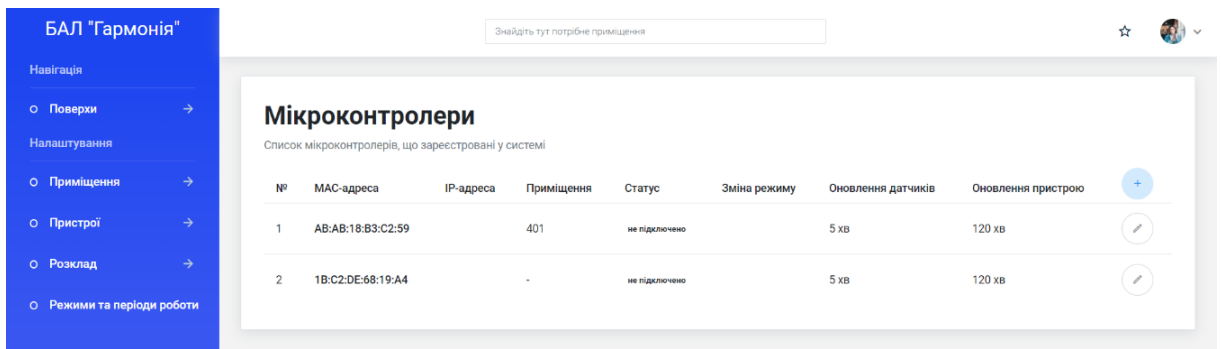 БАЛ "Гармонія"
Знайдіть тут потрібне приміщення
Навігація
Поверхи
Налаштування
Приміщення
Пристрої
Розклад
Режими та періоди роботи
Мікроконтролери
Список мікроконтролерів, що зареєстровані у системі
№ MAC-адреса IP-адреса Приміщення Статус Зміна режиму Оновлення датчиків Оновлення пристрою +
1 AB:AB:18:B3:C2:59 401 не підключено 5 хв 120 хв
2 1B:C2:DE:68:19:A4 - не підключено 5 хв 120 хв